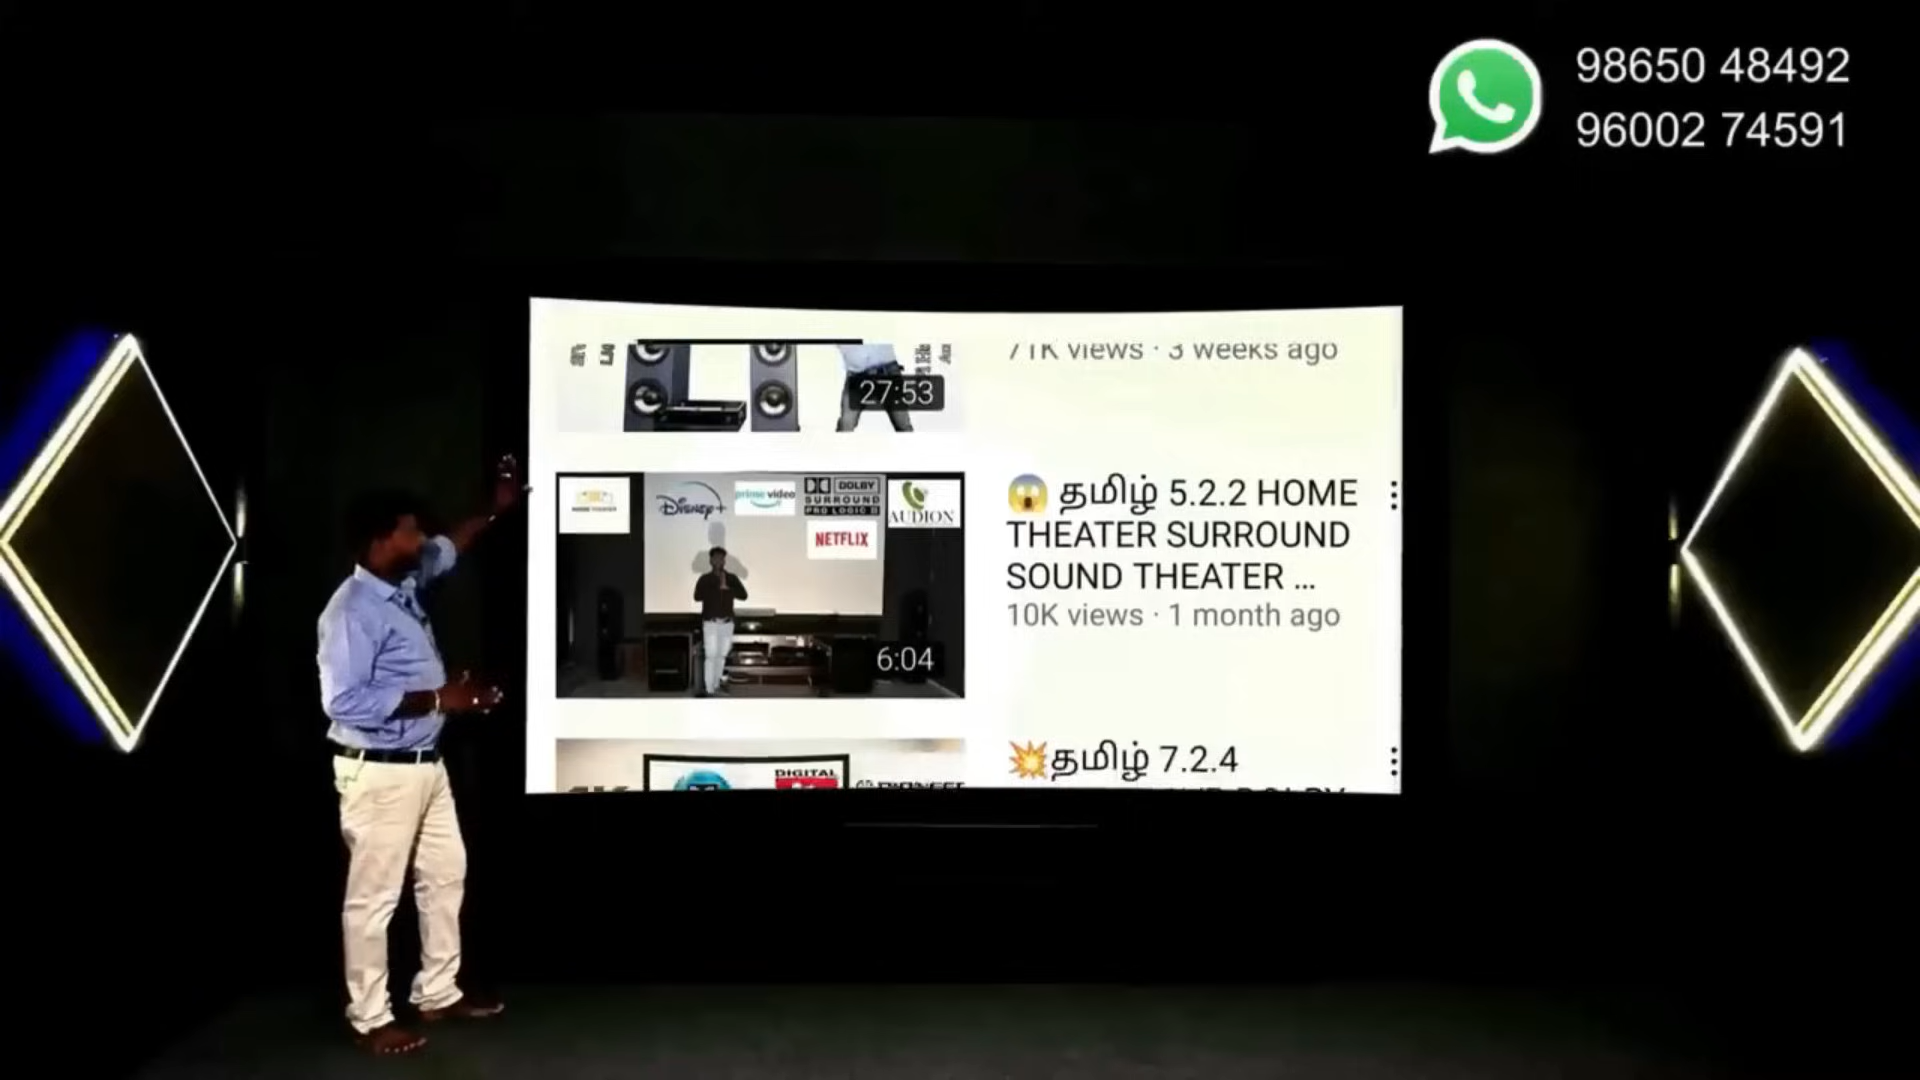 98650 48492
96002 74591
71K views · 3 weeks ago
27:53
DISNEY+
prime video
DOLBY
SURROUND
PRO LOGIC II
AUDION
NETFLIX
6:04
😱 தமிழ் 5.2.2 HOME
THEATER SURROUND
SOUND THEATER ...
10K views · 1 month ago
DIGITAL
4K
PIONEER
💥தமிழ் 7.2.4